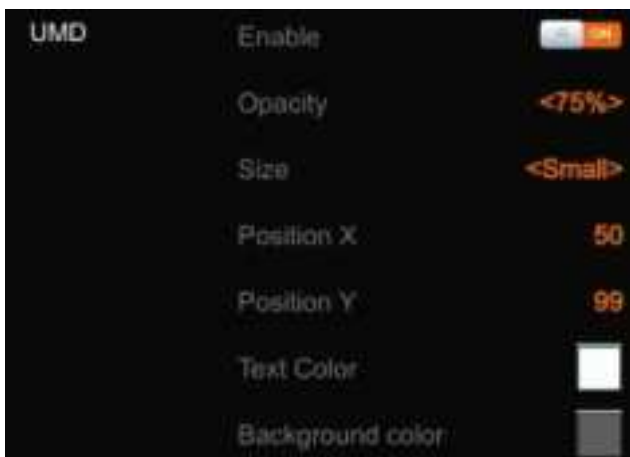 UMD Enable ON
Opacity <75%>
Size <Small>
Position X 50
Position Y 99
Text Color
Background color